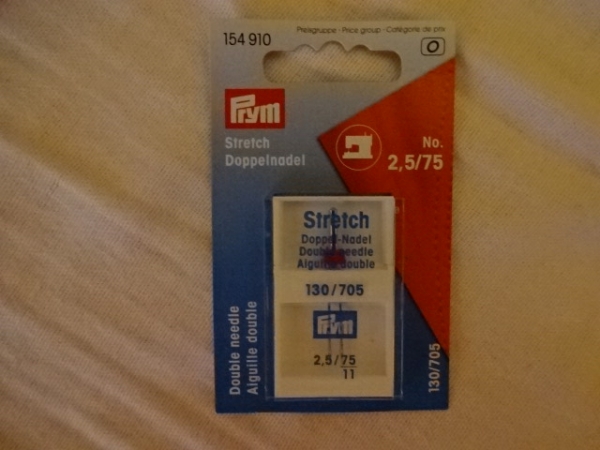 154 910
Preisgruppe · Price group · Catégorie de prix
O
Prym
Stretch
Doppelnadel
No.
2,5/75
Stretch
Doppel-Nadel
Double needle
Aiguille double
130/705
Prym
2,5/75
11
Double needle
Aiguille double
130/705